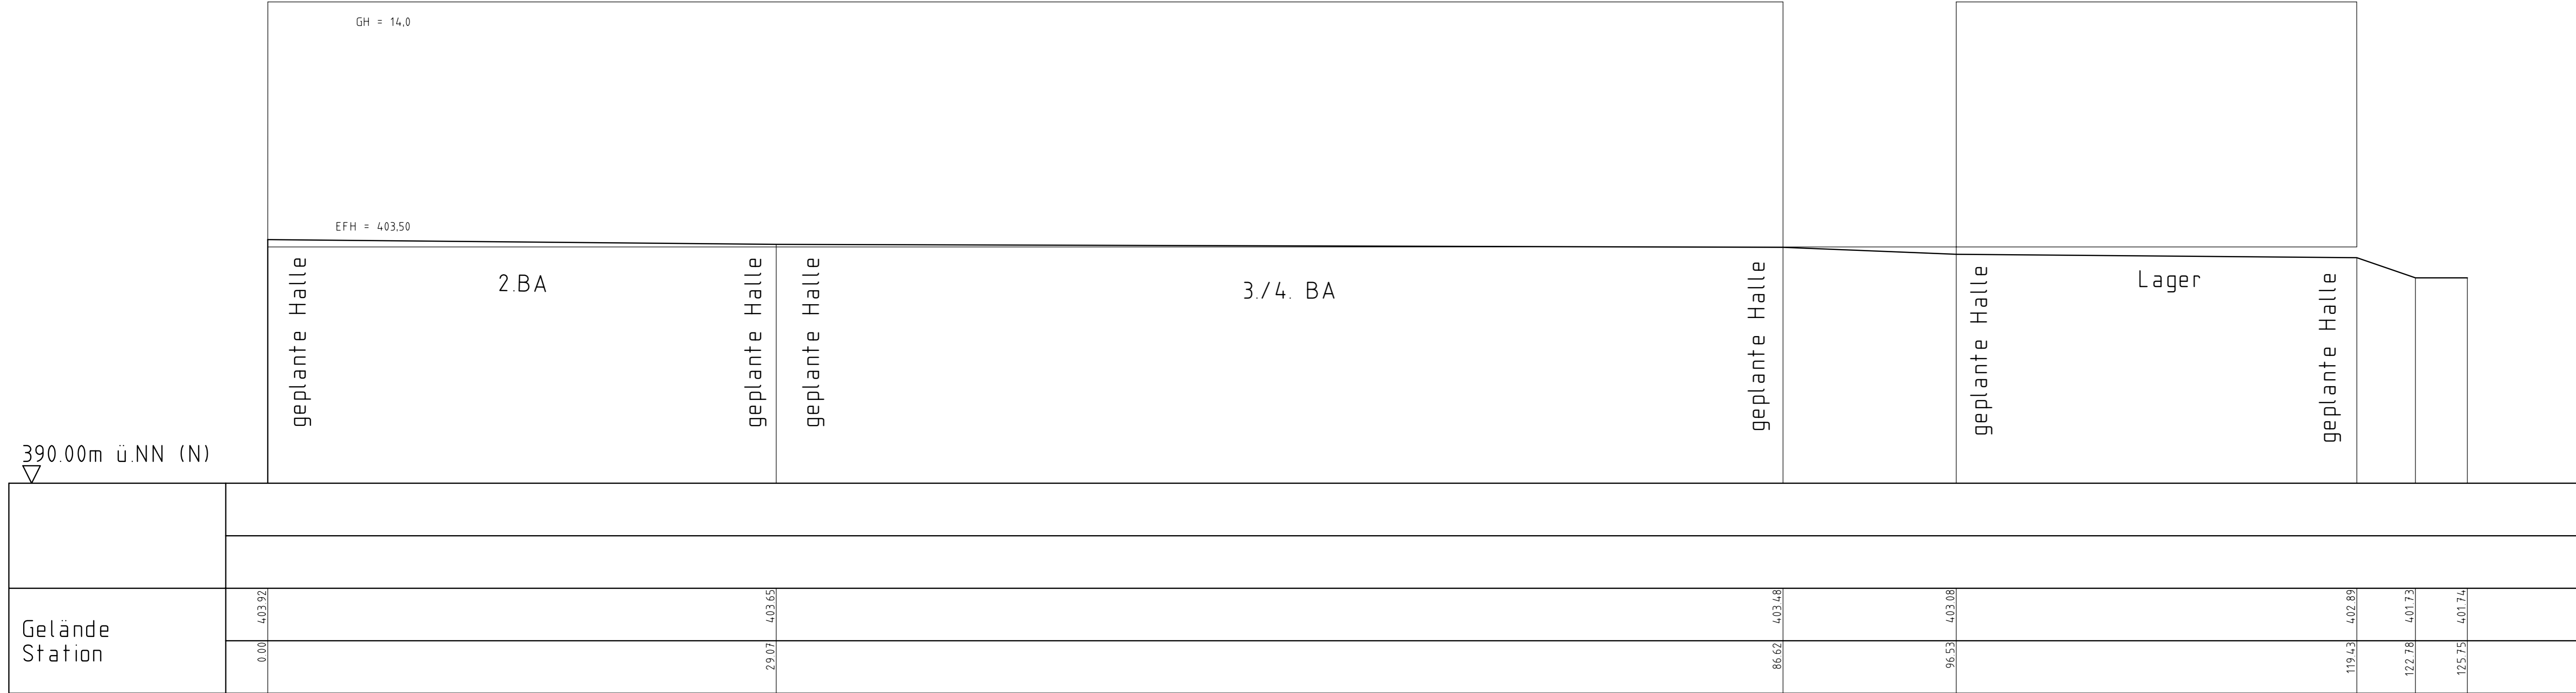 GH = 14,0
EFH = 403,50
geplante Halle
2.BA
geplante Halle
geplante Halle
3./4. BA
geplante Halle
geplante Halle
Lager
geplante Halle
390.00m ü.NN (N)
Gelände
403.92
403.65
403.48
403.08
402.89
401.73
401.74
Station
0.00
29.07
86.62
96.53
119.43
122.78
125.75